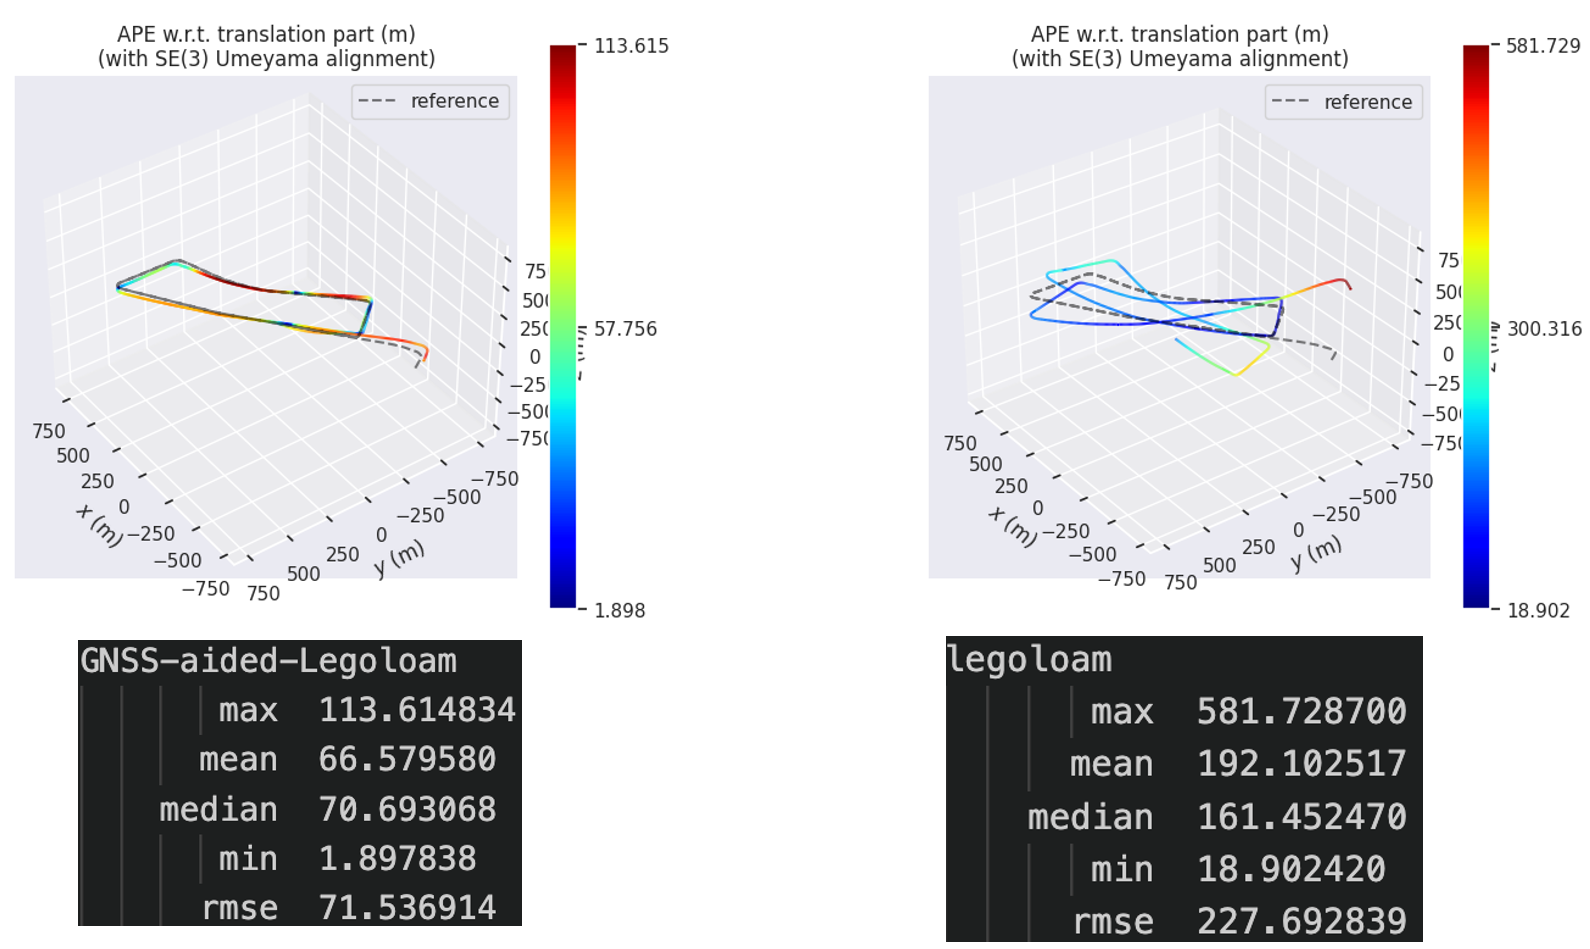 APE w.r.t. translation part (m)
(with SE(3) Umeyama alignment)
reference
113.615
57.756
1.898
75
500
250
0
−25
−500
−750
750
500
250
0
−250
−500
−750
x (m)
750
500
250
0
−250
−500
−750
y (m)
GNSS-aided-Legoloam
max 113.614834
mean 66.579580
median 70.693068
min 1.897838
rmse 71.536914
APE w.r.t. translation part (m)
(with SE(3) Umeyama alignment)
reference
581.729
300.316
18.902
75
500
250
0
−25
−500
−750
750
500
250
0
−250
−500
−750
x (m)
750
500
250
0
−250
−500
−750
y (m)
legoloam
max 581.728700
mean 192.102517
median 161.452470
min 18.902420
rmse 227.692839